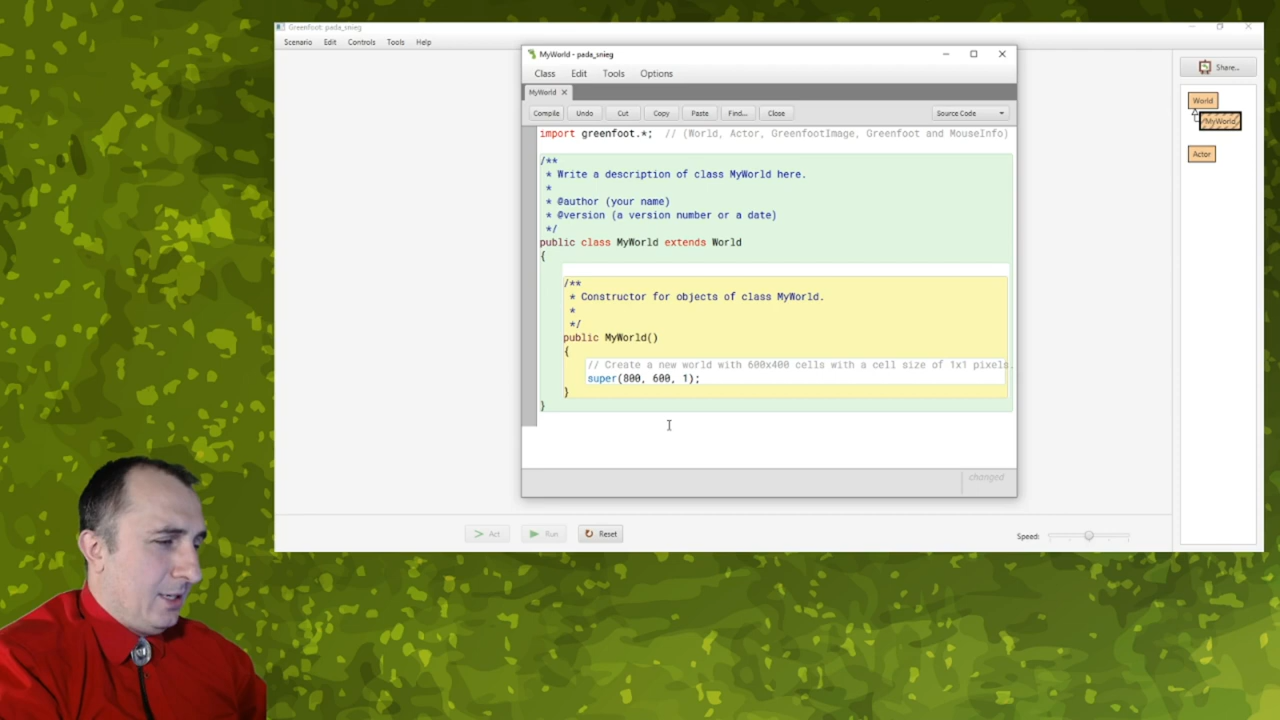 Greenfoot: pada_snieg
Scenario Edit Controls Tools Help
MyWorld - pada_snieg
Class Edit Tools Options
MyWorld
Compile Undo Cut Copy Paste Find... Close Source Code
import greenfoot.*;  // (World, Actor, GreenfootImage, Greenfoot and MouseInfo)
/**
 * Write a description of class MyWorld here.
 *
 * @author (your name)
 * @version (a version number or a date)
 */
public class MyWorld extends World
{
/**
 * Constructor for objects of class MyWorld.
 *
 */
public MyWorld()
{
// Create a new world with 600x400 cells with a cell size of 1x1 pixels.
super(800, 600, 1);
}
}
changed
Share...
World
MyWorld
Actor
Act Run Reset Speed: